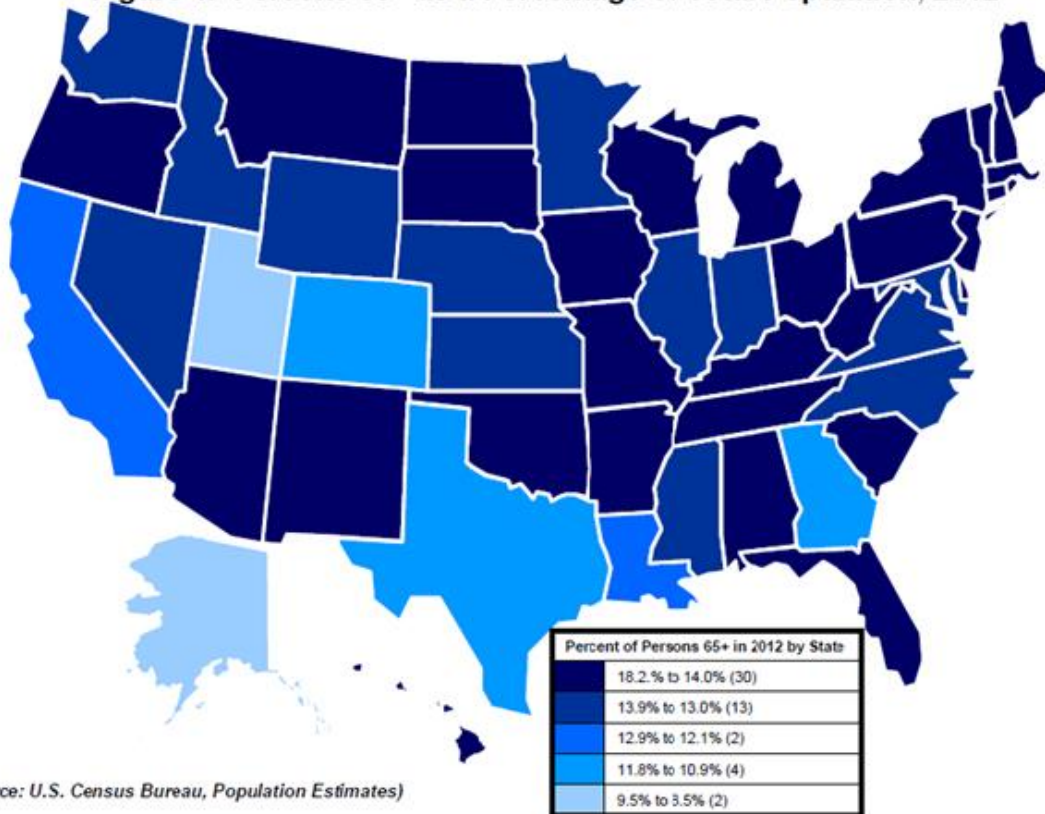 Percent of Persons 65+ in 2012 by State
18.2.% to 14.0% (30)
13.9% to 13.0% (13)
12.9% to 12.1% (2)
11.8% to 10.9% (4)
9.5% to 8.5% (2)
ce: U.S. Census Bureau, Population Estimates)